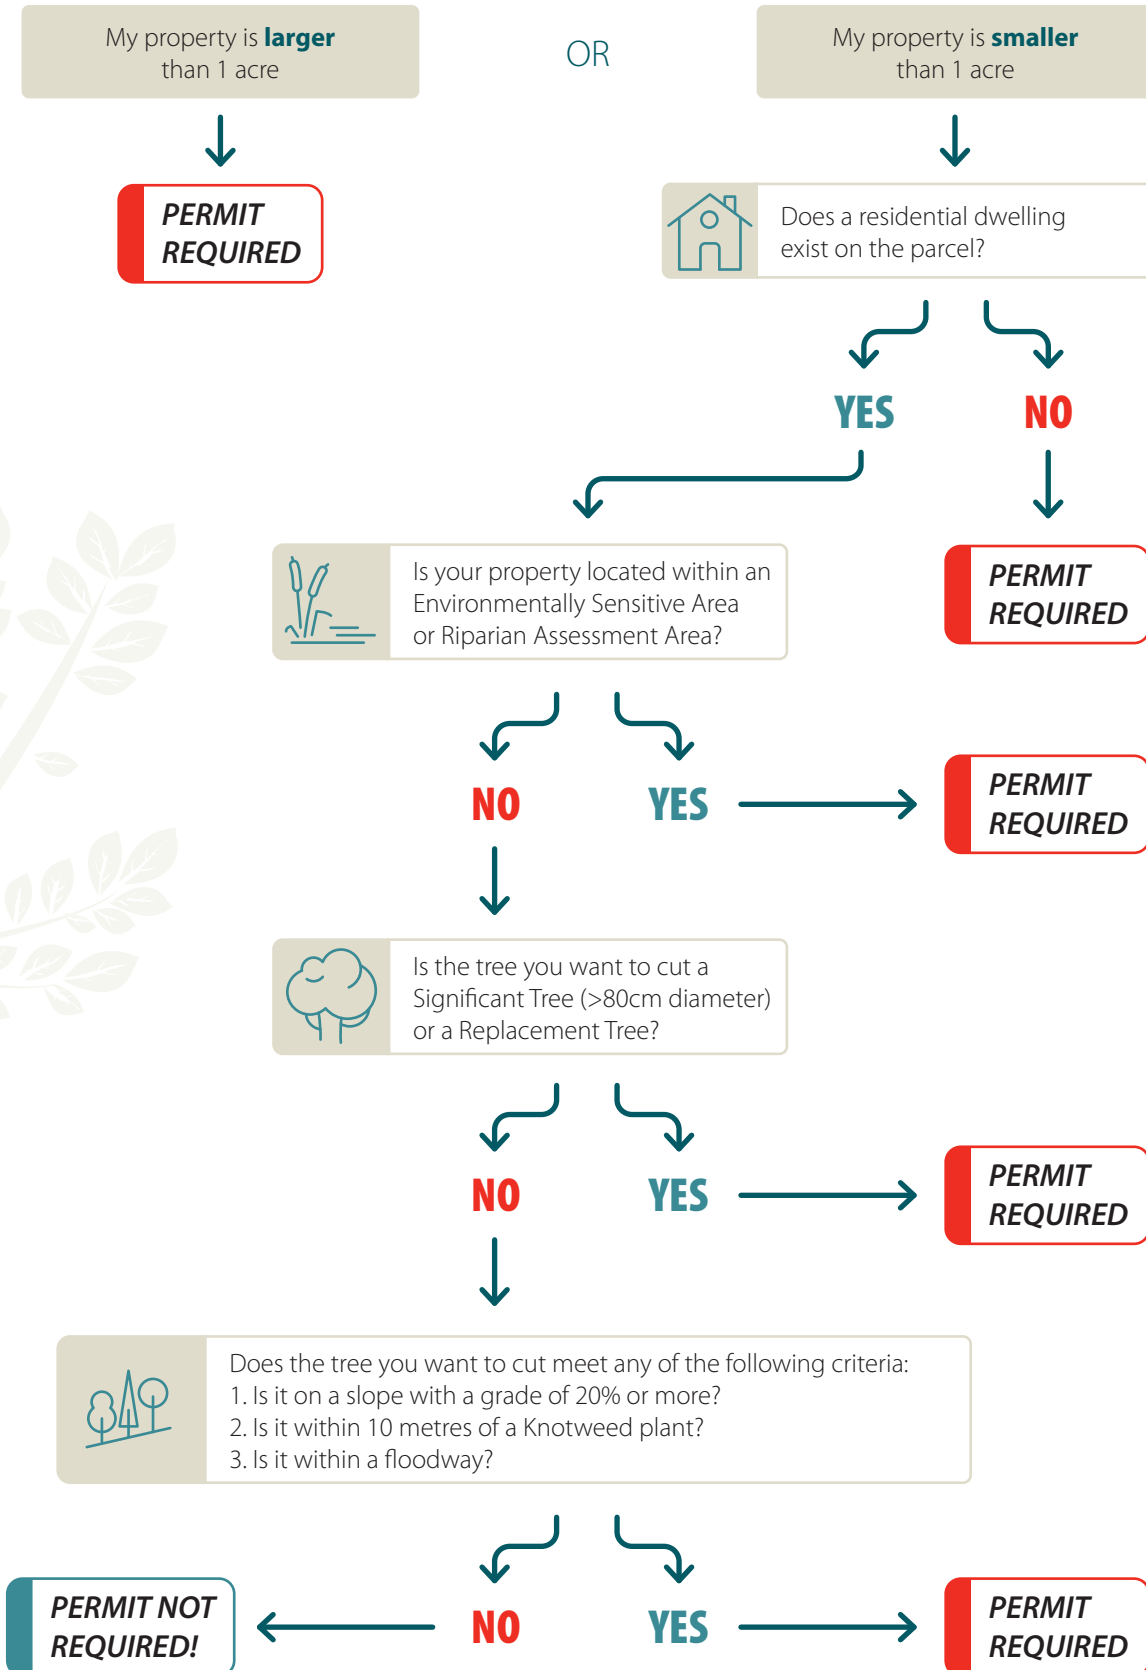 My property is larger
than 1 acre
OR
My property is smaller
than 1 acre
PERMIT
REQUIRED
Does a residential dwelling
exist on the parcel?
YES
NO
Is your property located within an
Environmentally Sensitive Area
or Riparian Assessment Area?
PERMIT
REQUIRED
NO
YES
PERMIT
REQUIRED
Is the tree you want to cut a
Significant Tree (>80cm diameter)
or a Replacement Tree?
NO
YES
PERMIT
REQUIRED
Does the tree you want to cut meet any of the following criteria:
1. Is it on a slope with a grade of 20% or more?
2. Is it within 10 metres of a Knotweed plant?
3. Is it within a floodway?
PERMIT NOT
REQUIRED!
NO
YES
PERMIT
REQUIRED